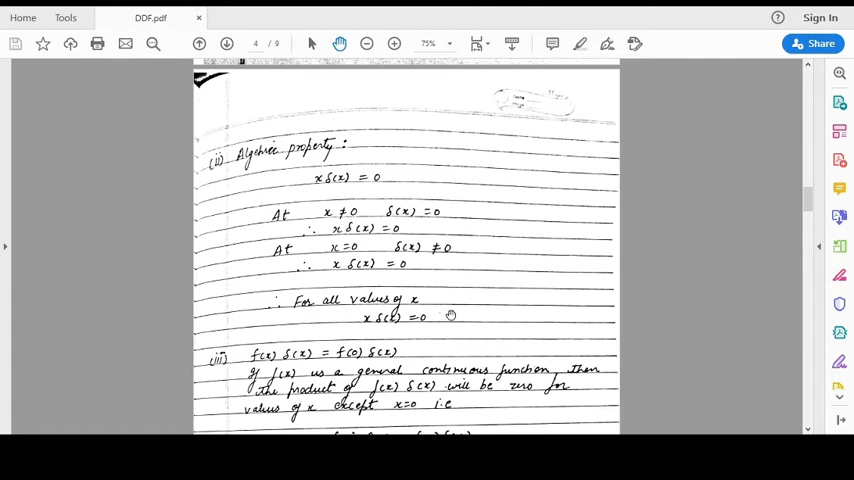 Home Tools DDF.pdf × Sign In
4 / 9 75% Share
(ii) Algebric property :
x δ(x) = 0
At x ≠ 0 δ(x) = 0
∴ x δ(x) = 0
At x = 0 δ(x) ≠ 0
∴ x δ(x) = 0
∴ For all values of x
x δ(x) = 0
(iii) f(x) δ(x) = f(0) δ(x)
If f(x) is a general continuous function, then
the product of f(x) δ(x) will be zero for
values of x except x=0 i.e